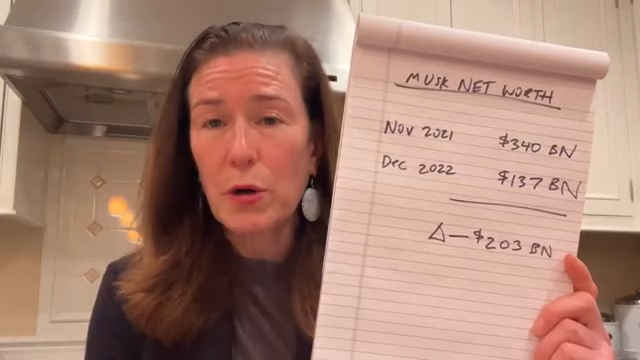 MUSK NET WORTH
Nov 2021 $340 BN
Dec 2022 $137 BN
Δ-$203 BN